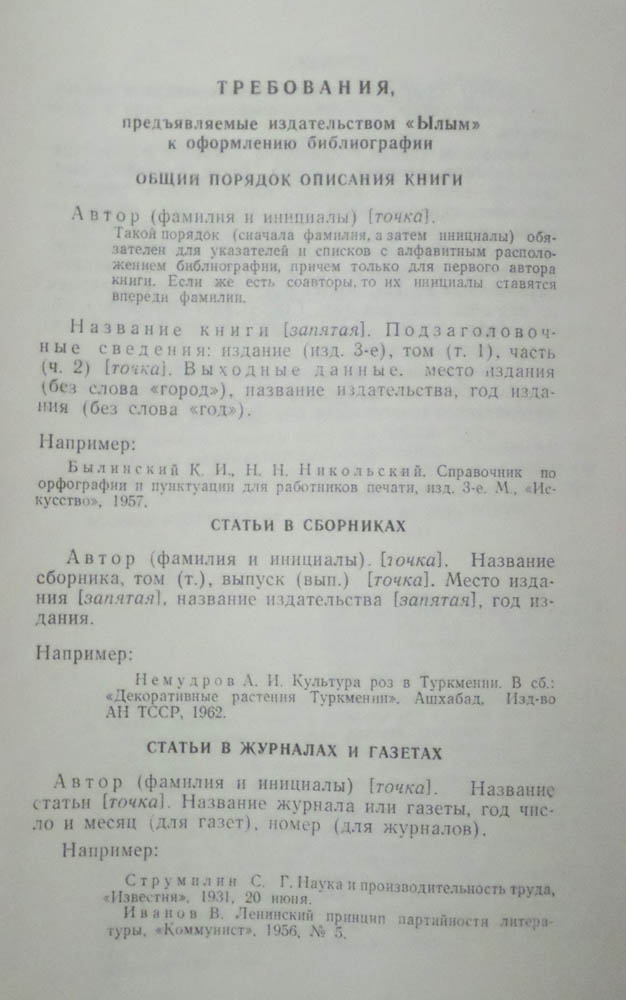 ТРЕБОВАНИЯ,
предъявляемые издательством «Ылым»
к оформлению библиографии
ОБЩИЙ ПОРЯДОК ОПИСАНИЯ КНИГИ
Автор (фамилия и инициалы) [точка].
Такой порядок (сначала фамилия, а затем инициалы) обя-
зателен для указателей и списков с алфавитным располо-
жением библиографии, причем только для первого автора
книги. Если же есть соавторы, то их инициалы ставятся
впереди фамилии.
Название книги [запятая]. Подзаголовоч-
ные сведения: издание (изд. 3-е), том (т. 1), часть
(ч. 2) [точка]. Выходные данные. место издания
(без слова «город»), название издательства, год изда-
ния (без слова «год»).
Например:
Былинский К. И., Н. Н. Никольский. Справочник по
орфографии и пунктуации для работников печати, изд. 3-е. М., «Ис-
кусство», 1957.
СТАТЬИ В СБОРНИКАХ
Автор (фамилия и инициалы). [точка]. Название
сборника, том (т.), выпуск (вып.) [точка]. Место изда-
ния [запятая], название издательства [запятая], год из-
дания.
Например:
Немудров А. И. Культура роз в Туркмении. В сб.:
«Декоративные растения Туркмении». Ашхабад, Изд-во
АН ТССР, 1962.
СТАТЬИ В ЖУРНАЛАХ И ГАЗЕТАХ
Автор (фамилия и инициалы) [точка]. Название
статьи [точка]. Название журнала или газеты, год чис-
ло и месяц (для газет), номер (для журналов).
Например:
Струмилин С. Г. Наука и производительность труда,
«Известия», 1931, 20 июня.
Иванов В. Ленинский принцип партийности литера-
туры, «Коммунист», 1956, № 5.